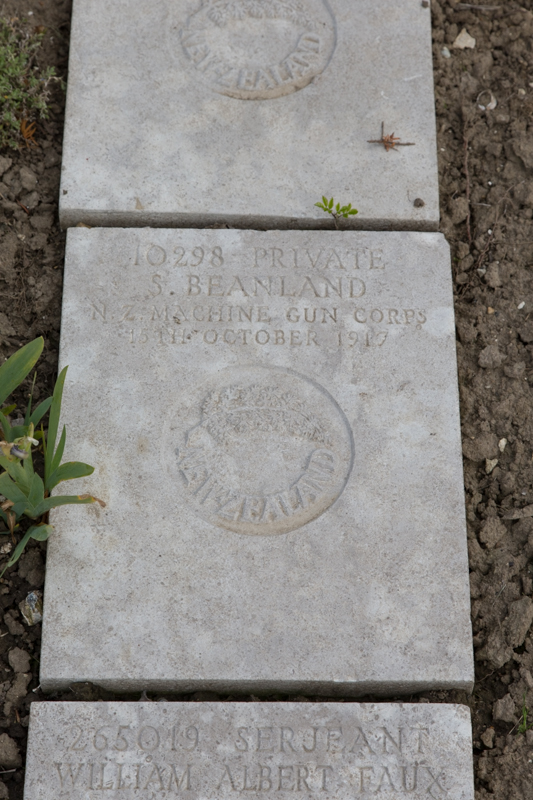 NEW ZEALAND
10298 PRIVATE
S. BEANLAND
N.Z. MACHINE GUN CORPS
15TH OCTOBER 1917
NEW ZEALAND
265019 SERJEANT
WILLIAM ALBERT FAUX